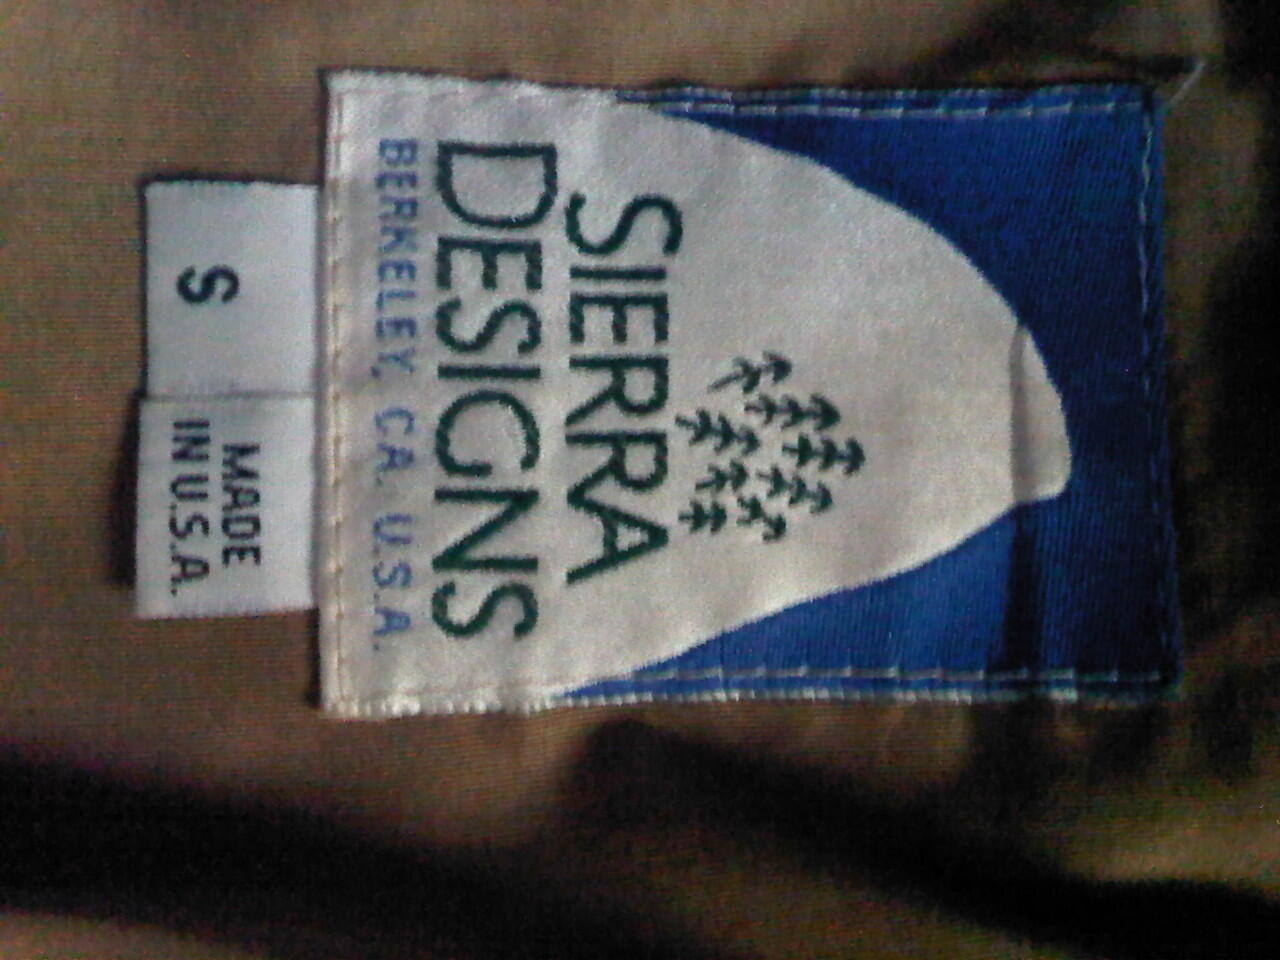 SIERRA
DESIGNS
BERKELEY, CA. U.S.A.
S
MADE
IN U.S.A.